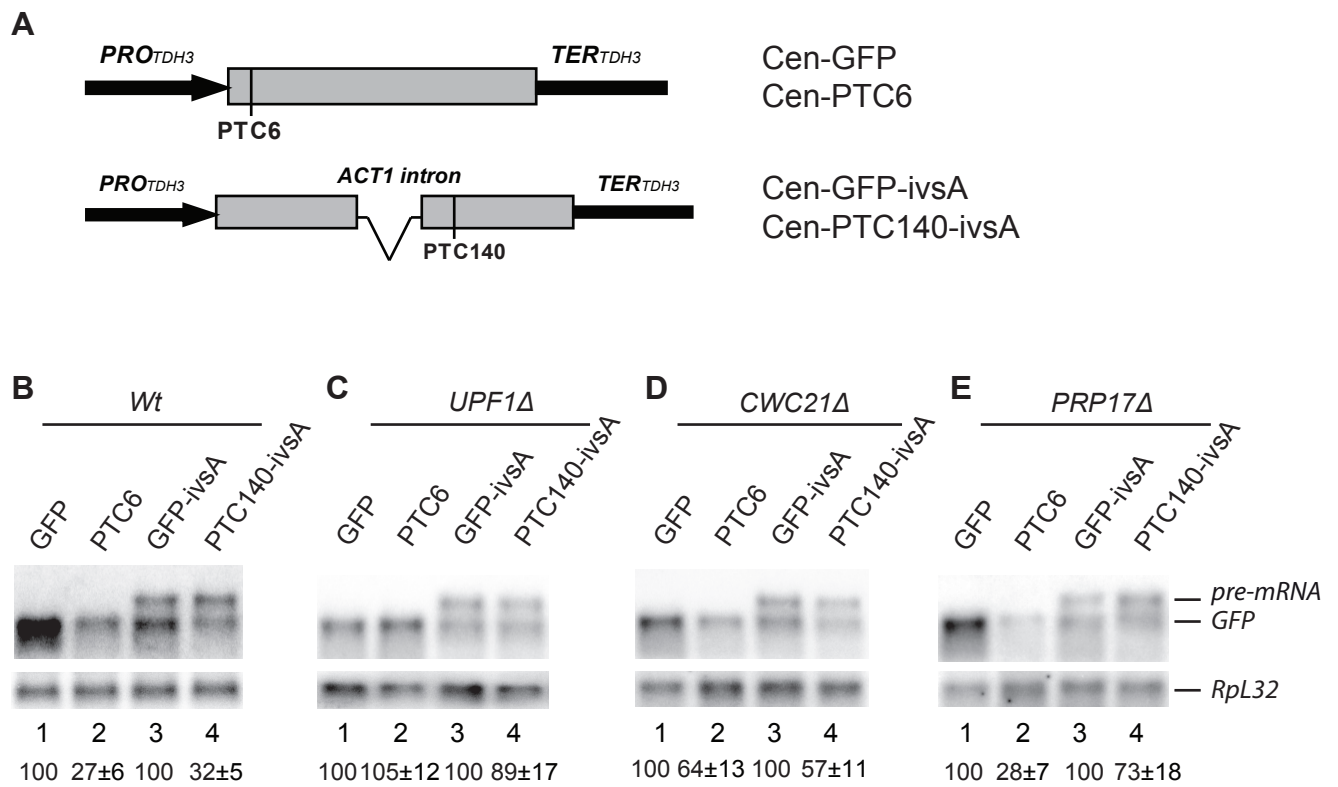 A
PROTDH3 TERTDH3
PTC6
Cen-GFP
Cen-PTC6
PROTDH3 ACT1 intron TERTDH3
PTC140
Cen-GFP-ivsA
Cen-PTC140-ivsA
B Wt
GFP PTC6 GFP-ivsA PTC140-ivsA
C UPF1Δ
GFP PTC6 GFP-ivsA PTC140-ivsA
D CWC21Δ
GFP PTC6 GFP-ivsA PTC140-ivsA
E PRP17Δ
GFP PTC6 GFP-ivsA PTC140-ivsA
pre-mRNA
GFP
RpL32
1 2 3 4 1 2 3 4 1 2 3 4 1 2 3 4
100 27±6 100 32±5 100 105±12 100 89±17 100 64±13 100 57±11 100 28±7 100 73±18